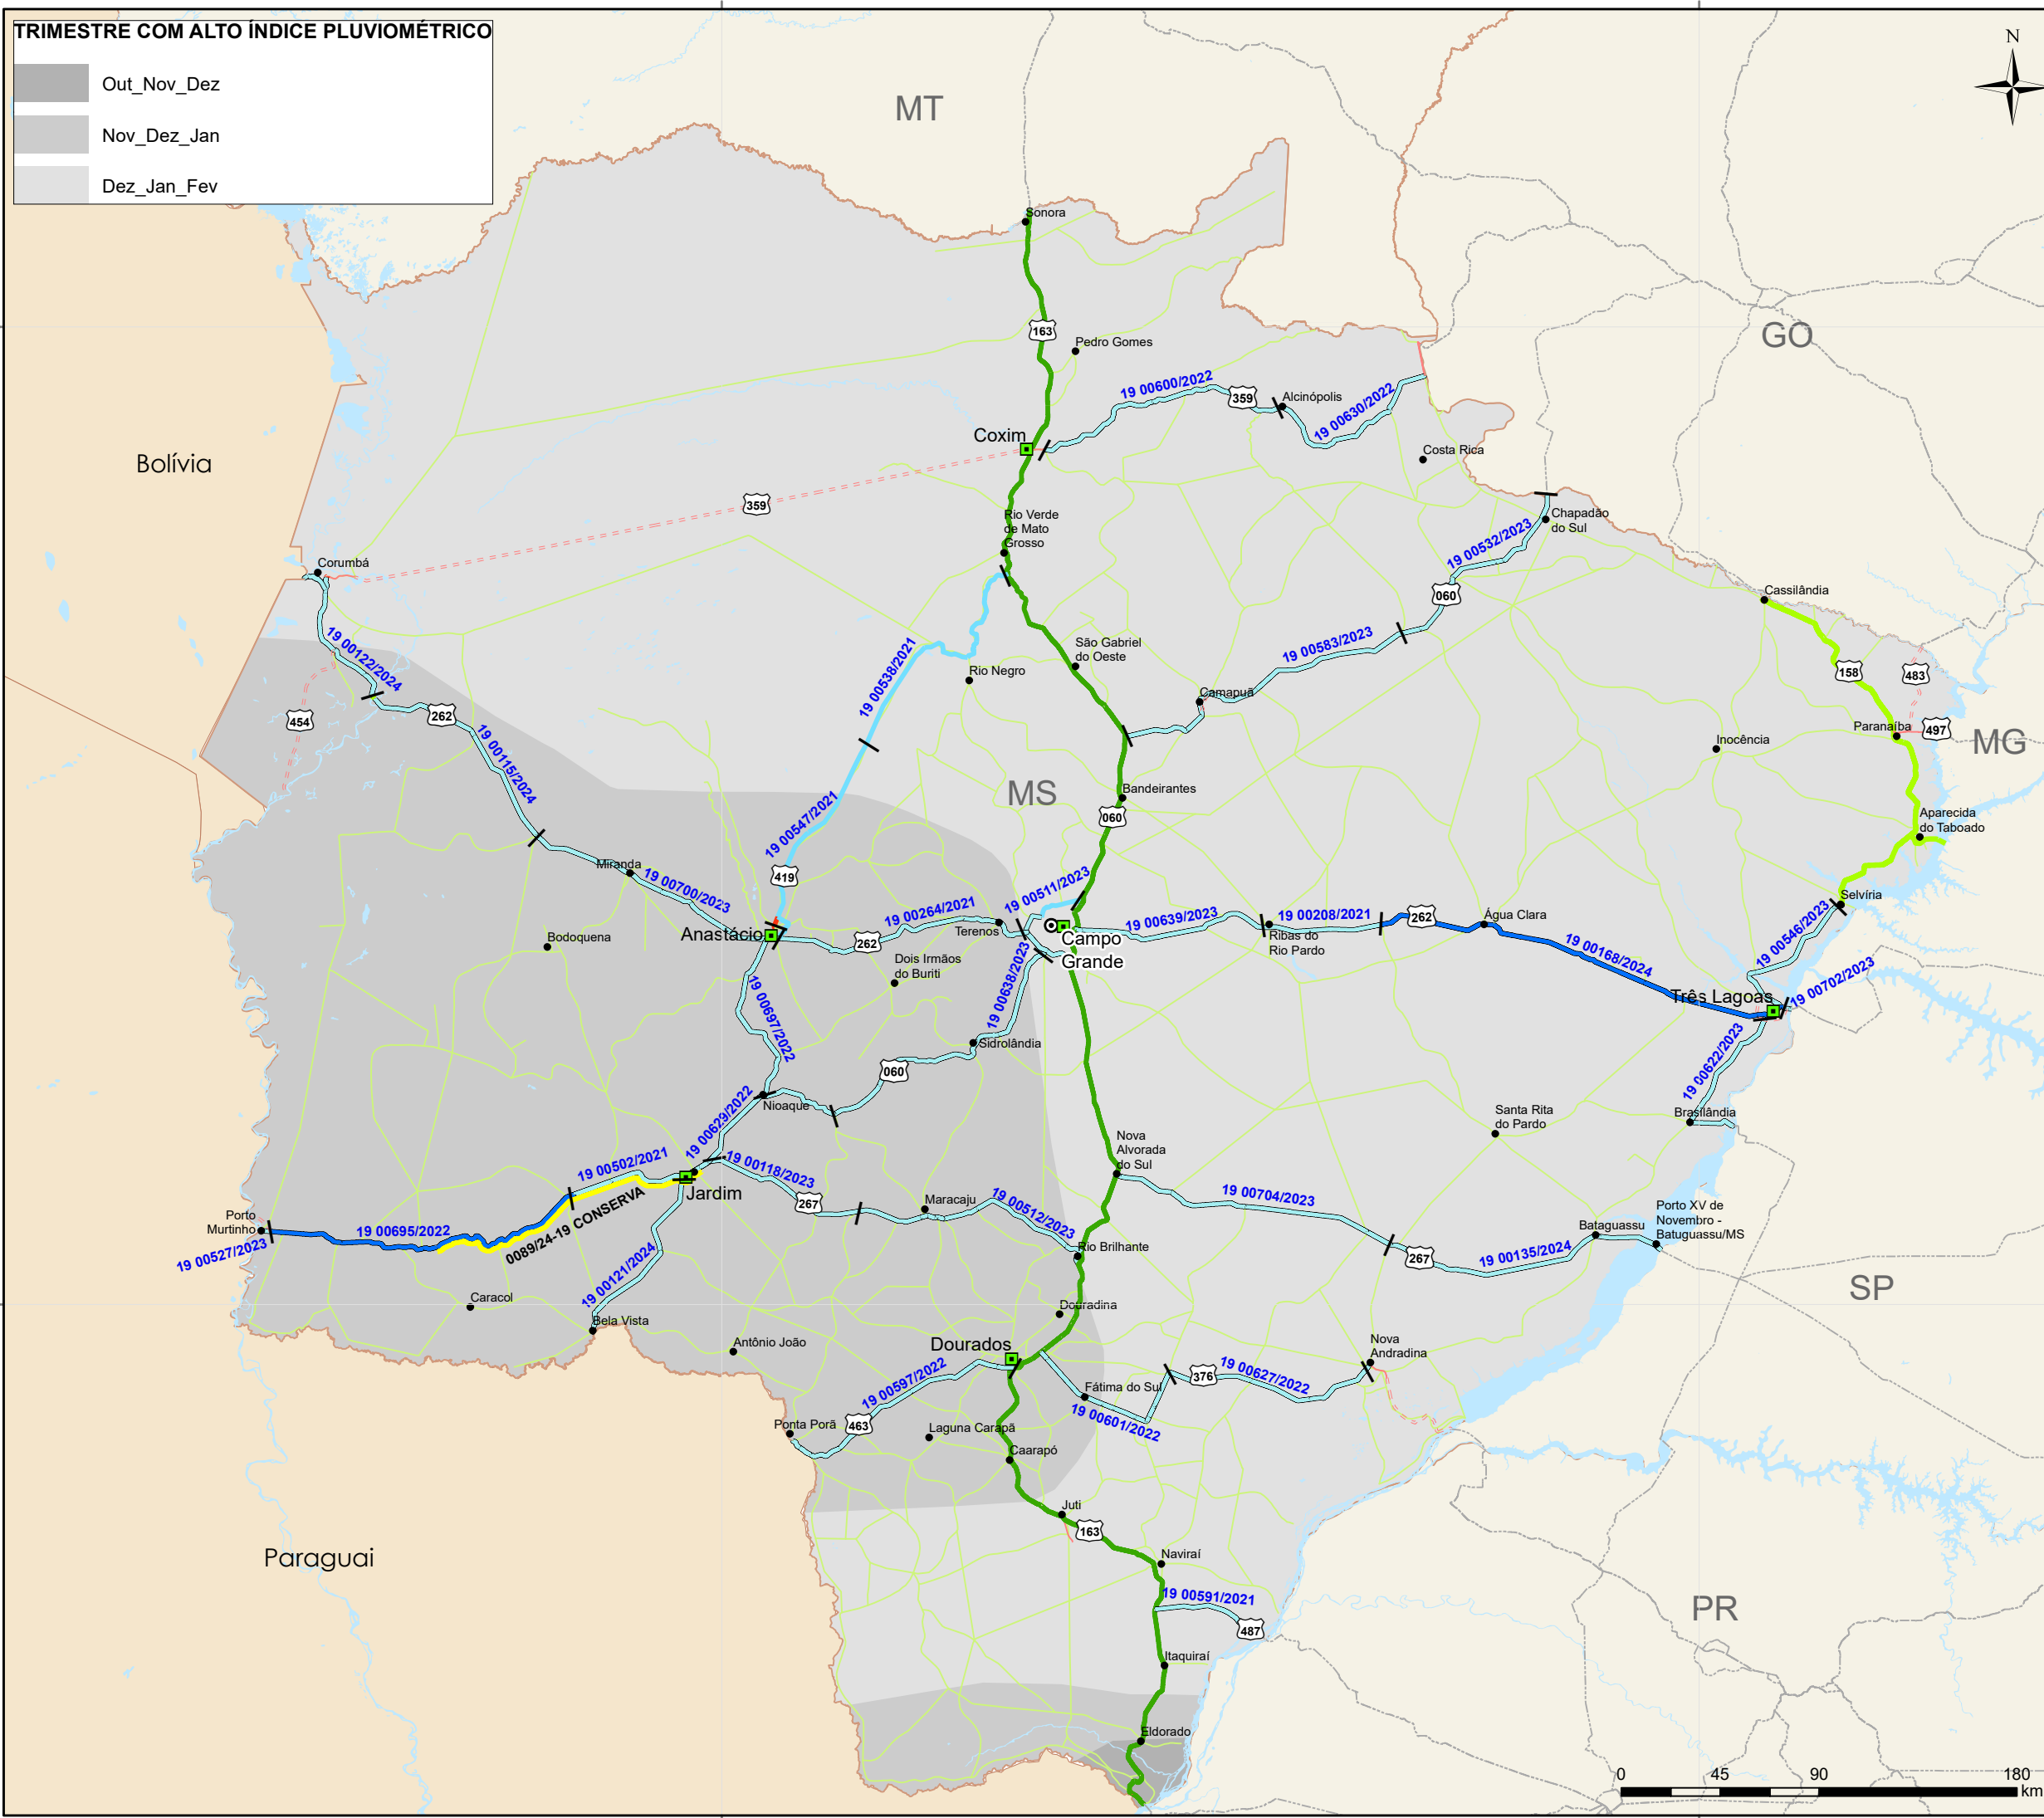 TRIMESTRE COM ALTO ÍNDICE PLUVIOMÉTRICO
Out_Nov_Dez
Nov_Dez_Jan
Dez_Jan_Fev
N
MT
GO
MG
SP
PR
MS
Bolívia
Paraguai
Sonora
163
Pedro Gomes
19 00600/2022
359
Alcinópolis
19 00630/2022
Coxim
Costa Rica
359
Rio Verde
de Mato
Grosso
Chapadão
do Sul
19 00532/2023
060
Corumbá
Cassilândia
19 00122/2024
19 00583/2023
São Gabriel
do Oeste
158
483
Rio Negro
19 00538/2021
Camapuã
454
262
Paranaíba
497
Inocência
19 00115/2024
Bandeirantes
060
19 00547/2021
Aparecida
do Taboado
Miranda
419
19 00700/2023
19 00511/2023
Selvíria
19 00264/2021
19 00639/2023
19 00208/2021
262
Água Clara
19 00546/2023
Anastácio
262
Terenos
Campo
Grande
Ribas do
Rio Pardo
Bodoquena
19 00168/2024
Dois Irmãos
do Buriti
19 00638/2023
19 00702/2023
Três Lagoas
19 00697/2022
Sidrolândia
060
19 00622/2023
Nioaque
19 00629/2022
Santa Rita
do Pardo
Brasilândia
Nova
Alvorada
do Sul
19 00502/2021
19 00118/2023
Jardim
0089/24-19 CONSERVA
267
Maracaju
19 00512/2023
19 00704/2023
Porto
Murtinho
19 00695/2022
19 00527/2023
Porto XV de
Novembro -
Batuguassu/MS
Bataguassu
Rio Brilhante
267
19 00135/2024
19 00121/2024
Caracol
Bela Vista
Douradina
Antônio João
Dourados
Nova
Andradina
19 00597/2022
376
19 00627/2022
Fátima do Sul
19 00601/2022
Ponta Porã
463
Laguna Carapã
Caarapó
Juti
163
Naviraí
19 00591/2021
487
Itaquiraí
Eldorado
0 45 90 180
km